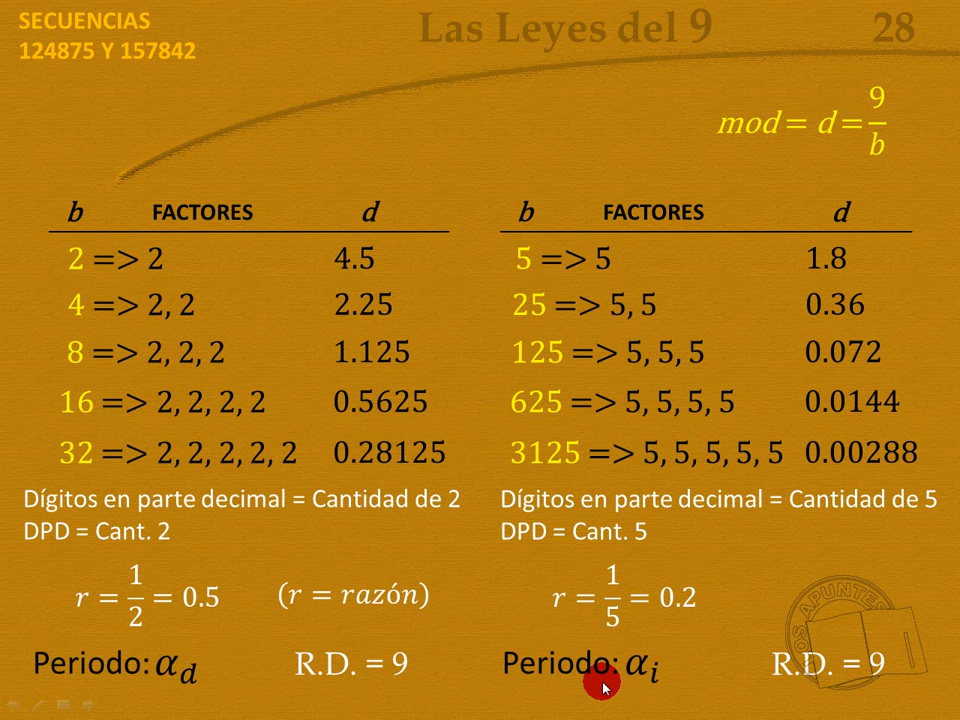 SECUENCIAS
124875 Y 157842
Las Leyes del 9
28
mod = d = 9/b
b FACTORES d
2 => 2 4.5
4 => 2, 2 2.25
8 => 2, 2, 2 1.125
16 => 2, 2, 2, 2 0.5625
32 => 2, 2, 2, 2, 2 0.28125
Dígitos en parte decimal = Cantidad de 2
DPD = Cant. 2
r = 1/2 = 0.5 (r = razón)
Periodo: αd R.D. = 9
b FACTORES d
5 => 5 1.8
25 => 5, 5 0.36
125 => 5, 5, 5 0.072
625 => 5, 5, 5, 5 0.0144
3125 => 5, 5, 5, 5, 5 0.00288
Dígitos en parte decimal = Cantidad de 5
DPD = Cant. 5
r = 1/5 = 0.2
Periodo: αi R.D. = 9
OS APUNTES